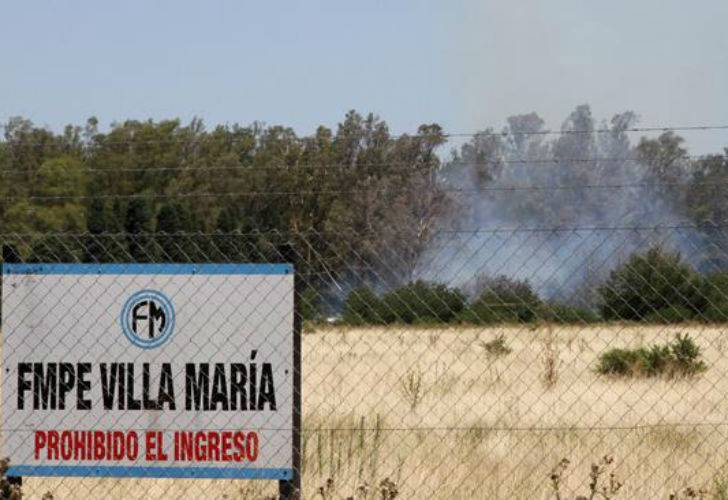 FM
FMPE VILLA MARÍA
PROHIBIDO EL INGRESO